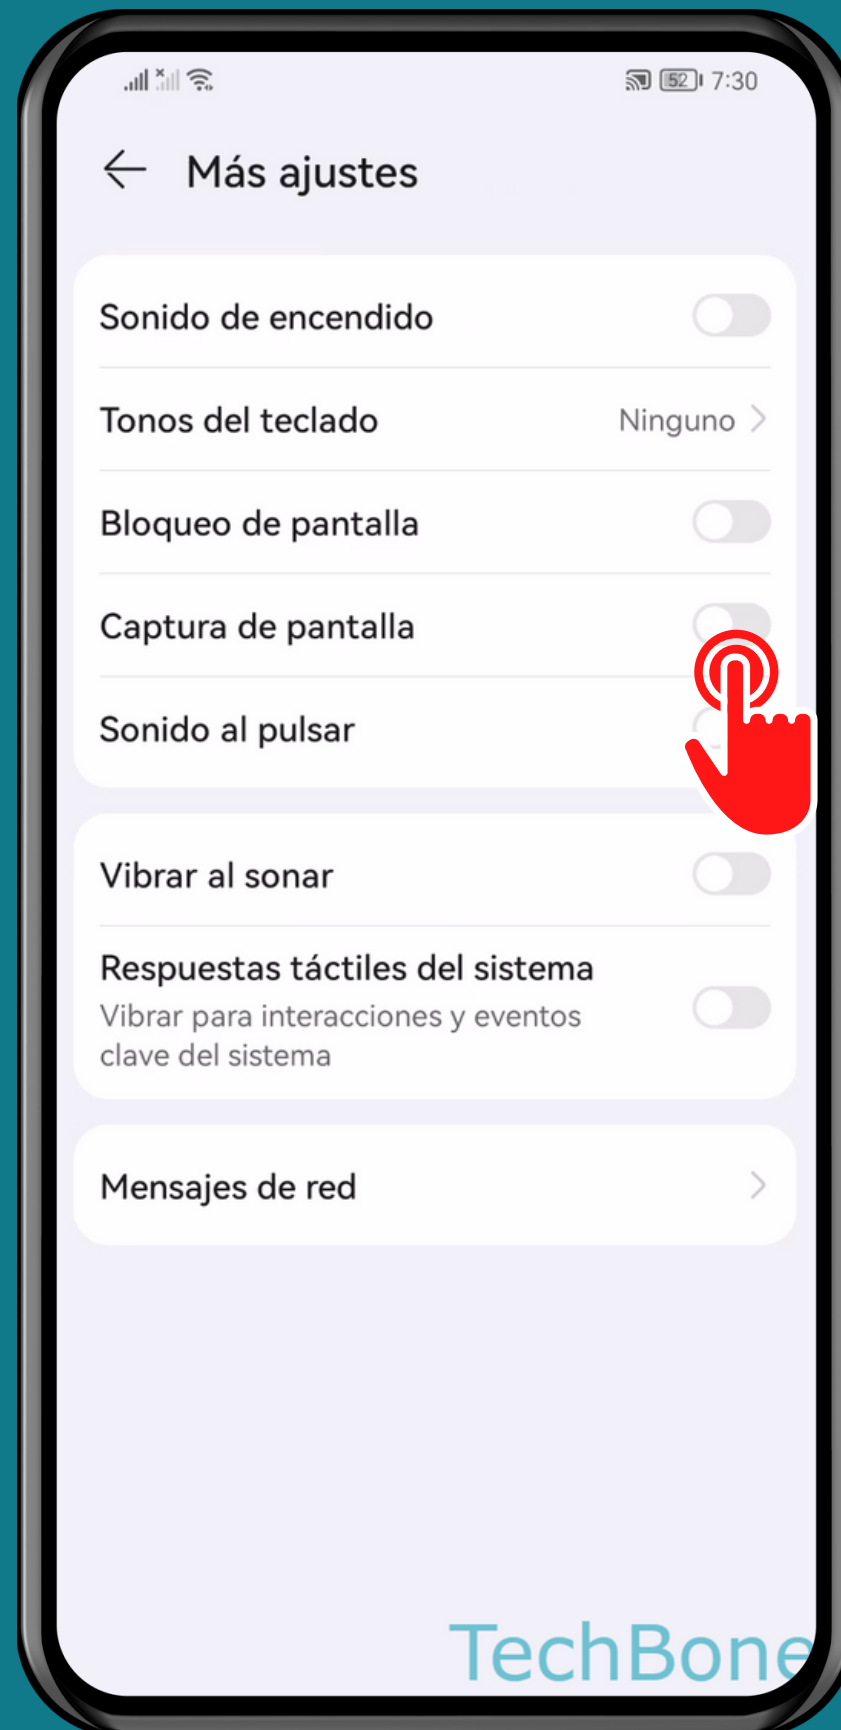 52 7:30
Más ajustes
Sonido de encendido
Tonos del teclado Ninguno
Bloqueo de pantalla
Captura de pantalla
Sonido al pulsar
Vibrar al sonar
Respuestas táctiles del sistema
Vibrar para interacciones y eventos
clave del sistema
Mensajes de red
TechBone